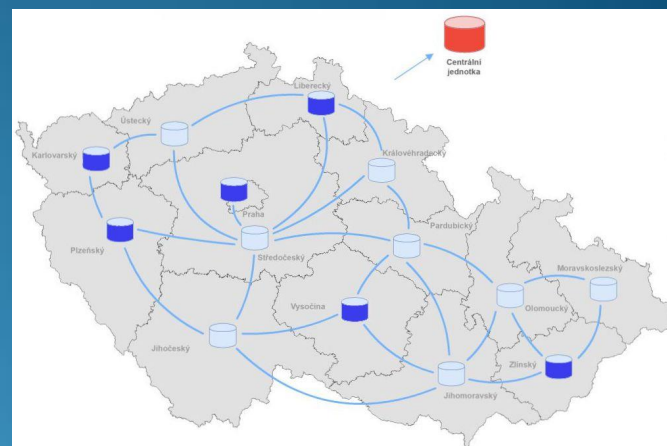 Centrální
jednotka
Liberecký
Ústecký
Karlovarský
Královéhradecký
Praha
Pardubický
Plzeňský
Středočeský
Moravskoslezský
Vysočina
Olomoucký
Jihočeský
Zlínský
Jihomoravský